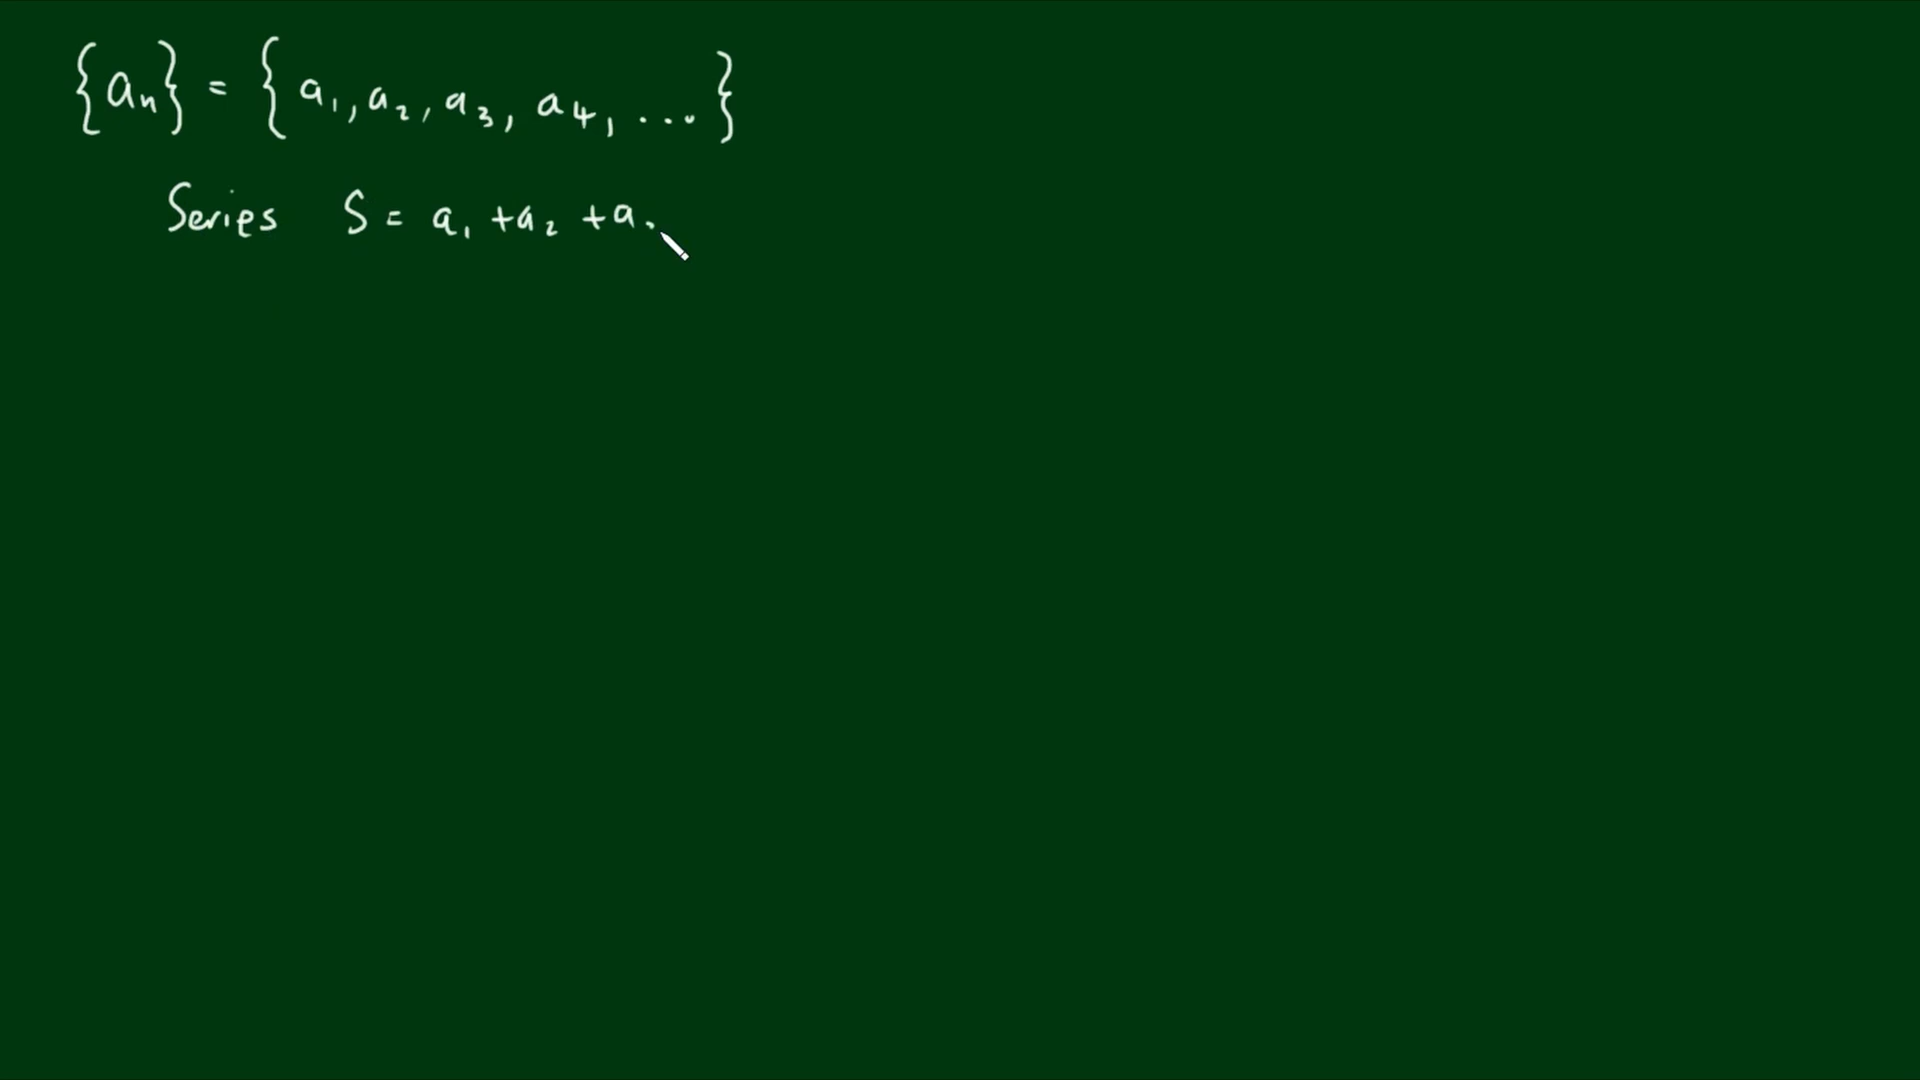 {aₙ} = { a₁, a₂, a₃, a₄, ... }
Series S = a₁ + a₂ + a